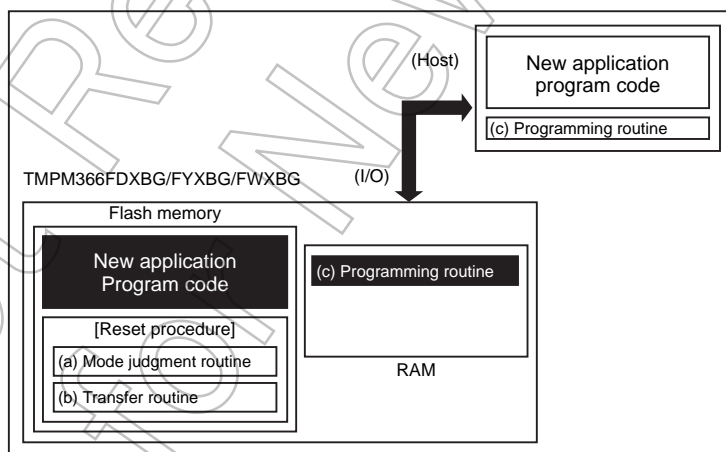 (Host)
New application
program code
(c) Programming routine
TMPM366FDXBG/FYXBG/FWXBG
(I/O)
Flash memory
New application
Program code
[Reset procedure]
(a) Mode judgment routine
(b) Transfer routine
(c) Programming routine
RAM